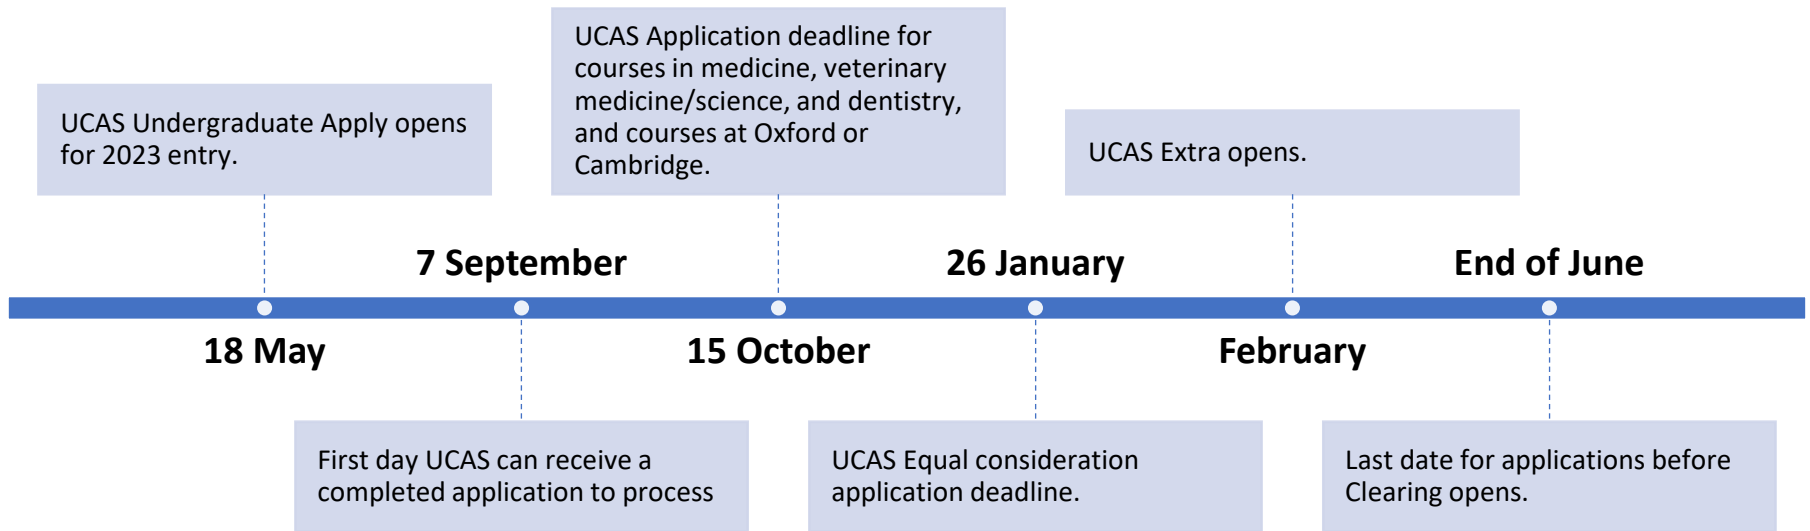 UCAS Undergraduate Apply opens
for 2023 entry.
18 May
7 September
First day UCAS can receive a
completed application to process
UCAS Application deadline for
courses in medicine, veterinary
medicine/science, and dentistry,
and courses at Oxford or
Cambridge.
15 October
26 January
UCAS Equal consideration
application deadline.
UCAS Extra opens.
February
End of June
Last date for applications before
Clearing opens.